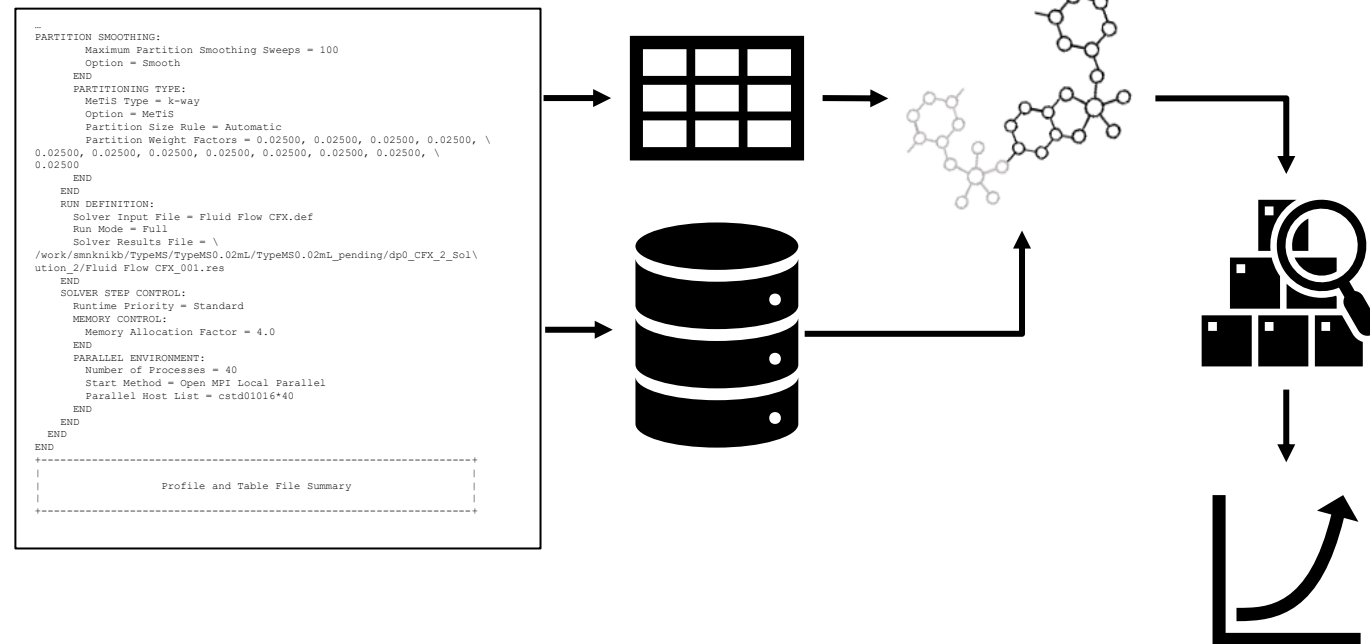 …
PARTITION SMOOTHING:
Maximum Partition Smoothing Sweeps = 100
Option = Smooth
END
PARTITIONING TYPE:
MeTiS Type = k-way
Option = MeTiS
Partition Size Rule = Automatic
Partition Weight Factors = 0.02500, 0.02500, 0.02500, 0.02500, \
0.02500, 0.02500, 0.02500, 0.02500, 0.02500, 0.02500, 0.02500, \
0.02500
END
END
RUN DEFINITION:
Solver Input File = Fluid Flow CFX.def
Run Mode = Full
Solver Results File = \
/work/smnknikb/TypeMS/TypeMS0.02mL/TypeMS0.02mL_pending/dp0_CFX_2_Sol\
ution_2/Fluid Flow CFX_001.res
END
SOLVER STEP CONTROL:
Runtime Priority = Standard
MEMORY CONTROL:
Memory Allocation Factor = 4.0
END
PARALLEL ENVIRONMENT:
Number of Processes = 40
Start Method = Open MPI Local Parallel
Parallel Host List = cstd01016*40
END
END
END
END
+--------------------------------------------------------------------+
| |
| Profile and Table File Summary |
| |
+--------------------------------------------------------------------+